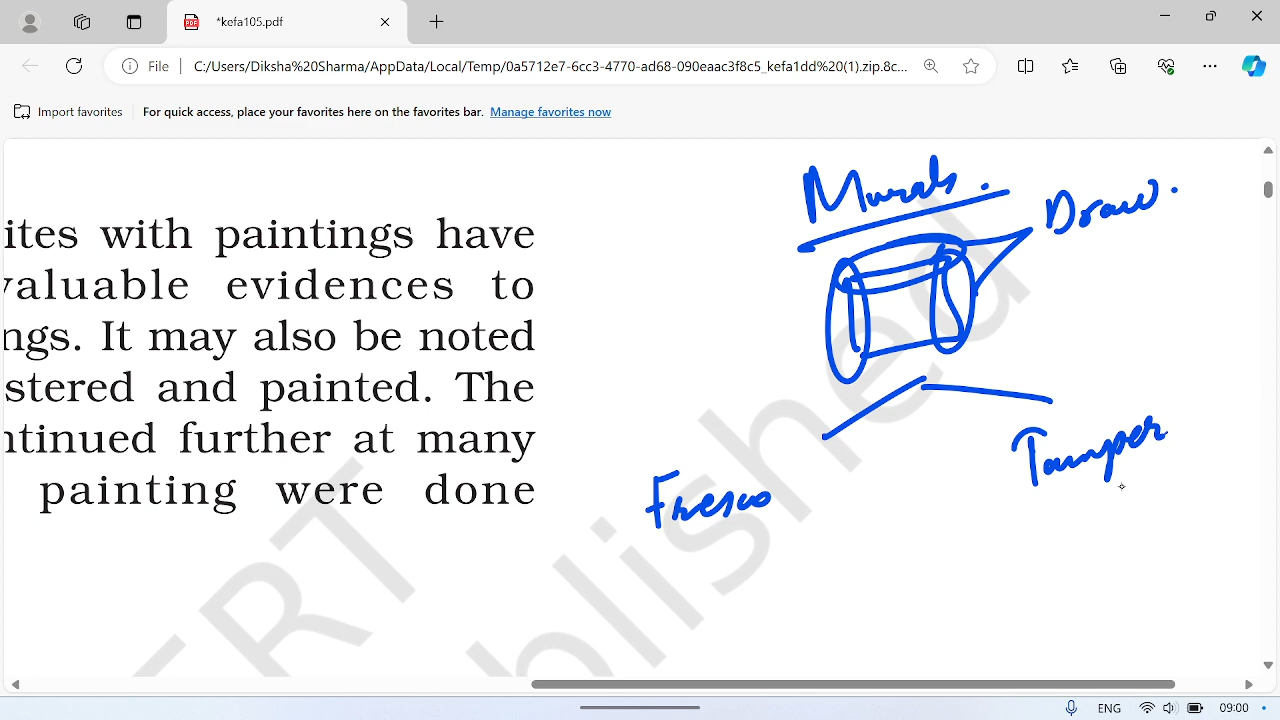 *kefa105.pdf
File
C:/Users/Diksha%20Sharma/AppData/Local/Temp/0a5712e7-6cc3-4770-ad68-090eaac3f8c5_kefa1dd%20(1).zip.8c...
Import favorites
For quick access, place your favorites here on the favorites bar. Manage favorites now
ites with paintings have
valuable evidences to
ngs. It may also be noted
stered and painted. The
ntinued further at many
painting were done
Murals.
Draw.
Fresco
Tamper
ERT
blished
ENG
09:00